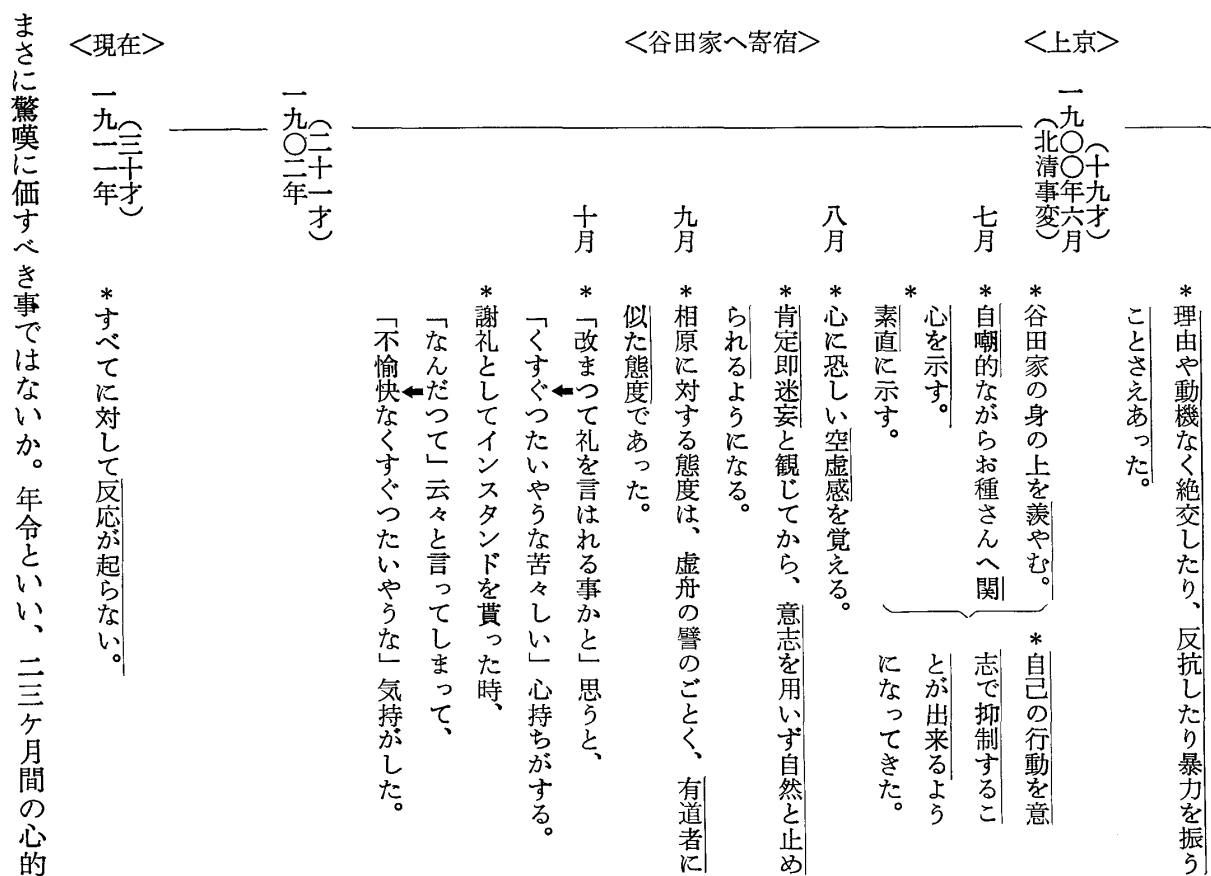 ＊理由や動機なく絶交したり、反抗したり暴力を振う
ことさえあった。
＜上京＞
（十九才）
一九〇〇年六月
（北清事変）
＊谷田家の身の上を羨やむ。
七月
＊自嘲的ながらお種さんへ関
心を示す。
＊素直に示す。
＊自己の行動を意
志で抑制するこ
とが出来るよう
になってきた。
＜谷田家へ寄宿＞
八月
＊心に恐しい空虚感を覚える。
＊肯定即迷妄と観じてから、意志を用いず自然と止め
られるようになる。
九月
＊相原に対する態度は、虚舟の譬のごとく、有道者に
似た態度であった。
十月
＊「改まつて礼を言はれる事かと」思うと、
「くすぐつたいやうな苦々しい」心持ちがする。
＊謝礼としてインスタンドを貰った時、
「なんだつて」云々と言ってしまって、
「不愉快なくすぐつたいやうな」気持がした。
（二十一才）
一九〇二年
＜現在＞
（三十才）
一九一一年
＊すべてに対して反応が起らない。
まさに驚嘆に価すべき事ではないか。年令といい、二三ケ月間の心的